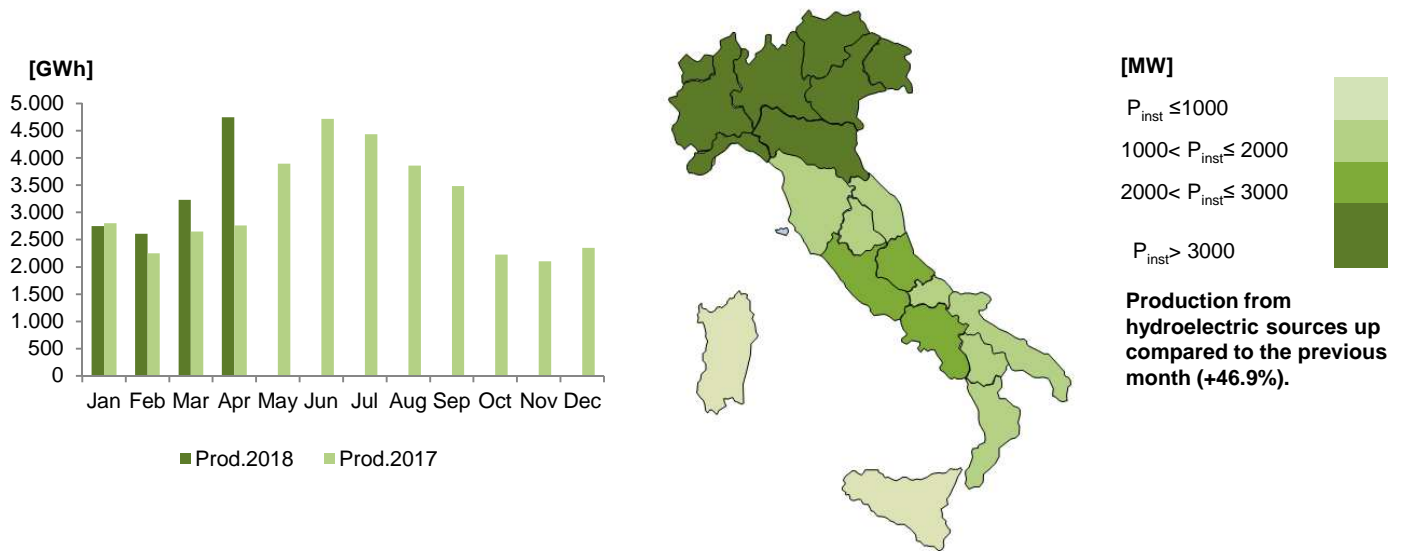 [GWh]
5.000
4.500
4.000
3.500
3.000
2.500
2.000
1.500
1.000
500
0
Jan Feb Mar Apr May Jun Jul Aug Sep Oct Nov Dec
Prod.2018 Prod.2017
[MW]
Pinst ≤1000
1000< Pinst≤ 2000
2000< Pinst≤ 3000
Pinst> 3000
Production from
hydroelectric sources up
compared to the previous
month (+46.9%).